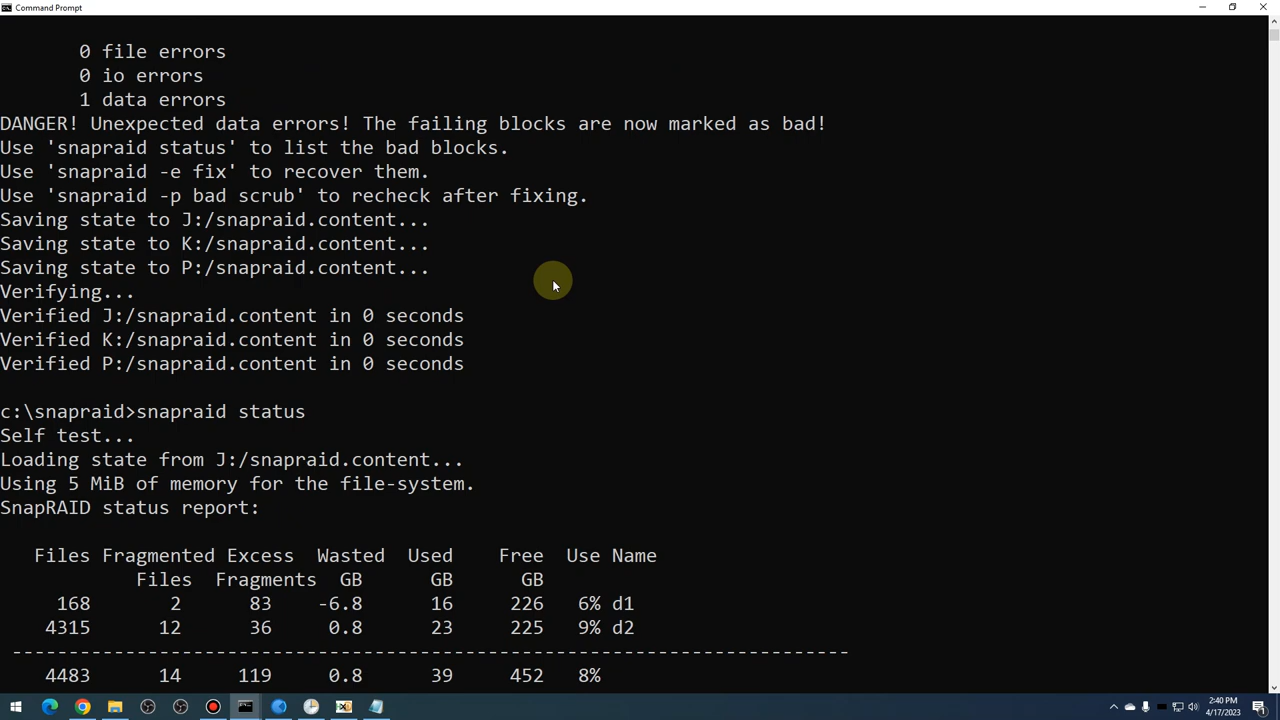 Command Prompt
0 file errors
0 io errors
1 data errors
DANGER! Unexpected data errors! The failing blocks are now marked as bad!
Use 'snapraid status' to list the bad blocks.
Use 'snapraid -e fix' to recover them.
Use 'snapraid -p bad scrub' to recheck after fixing.
Saving state to J:/snapraid.content...
Saving state to K:/snapraid.content...
Saving state to P:/snapraid.content...
Verifying...
Verified J:/snapraid.content in 0 seconds
Verified K:/snapraid.content in 0 seconds
Verified P:/snapraid.content in 0 seconds
c:\snapraid>snapraid status
Self test...
Loading state from J:/snapraid.content...
Using 5 MiB of memory for the file-system.
SnapRAID status report:
Files Fragmented Excess Wasted Used Free Use Name
Files Fragments GB GB GB
168 2 83 -6.8 16 226 6% d1
4315 12 36 0.8 23 225 9% d2
--------------------------------------------------------------------------
4483 14 119 0.8 39 452 8%
2:40 PM
4/17/2023